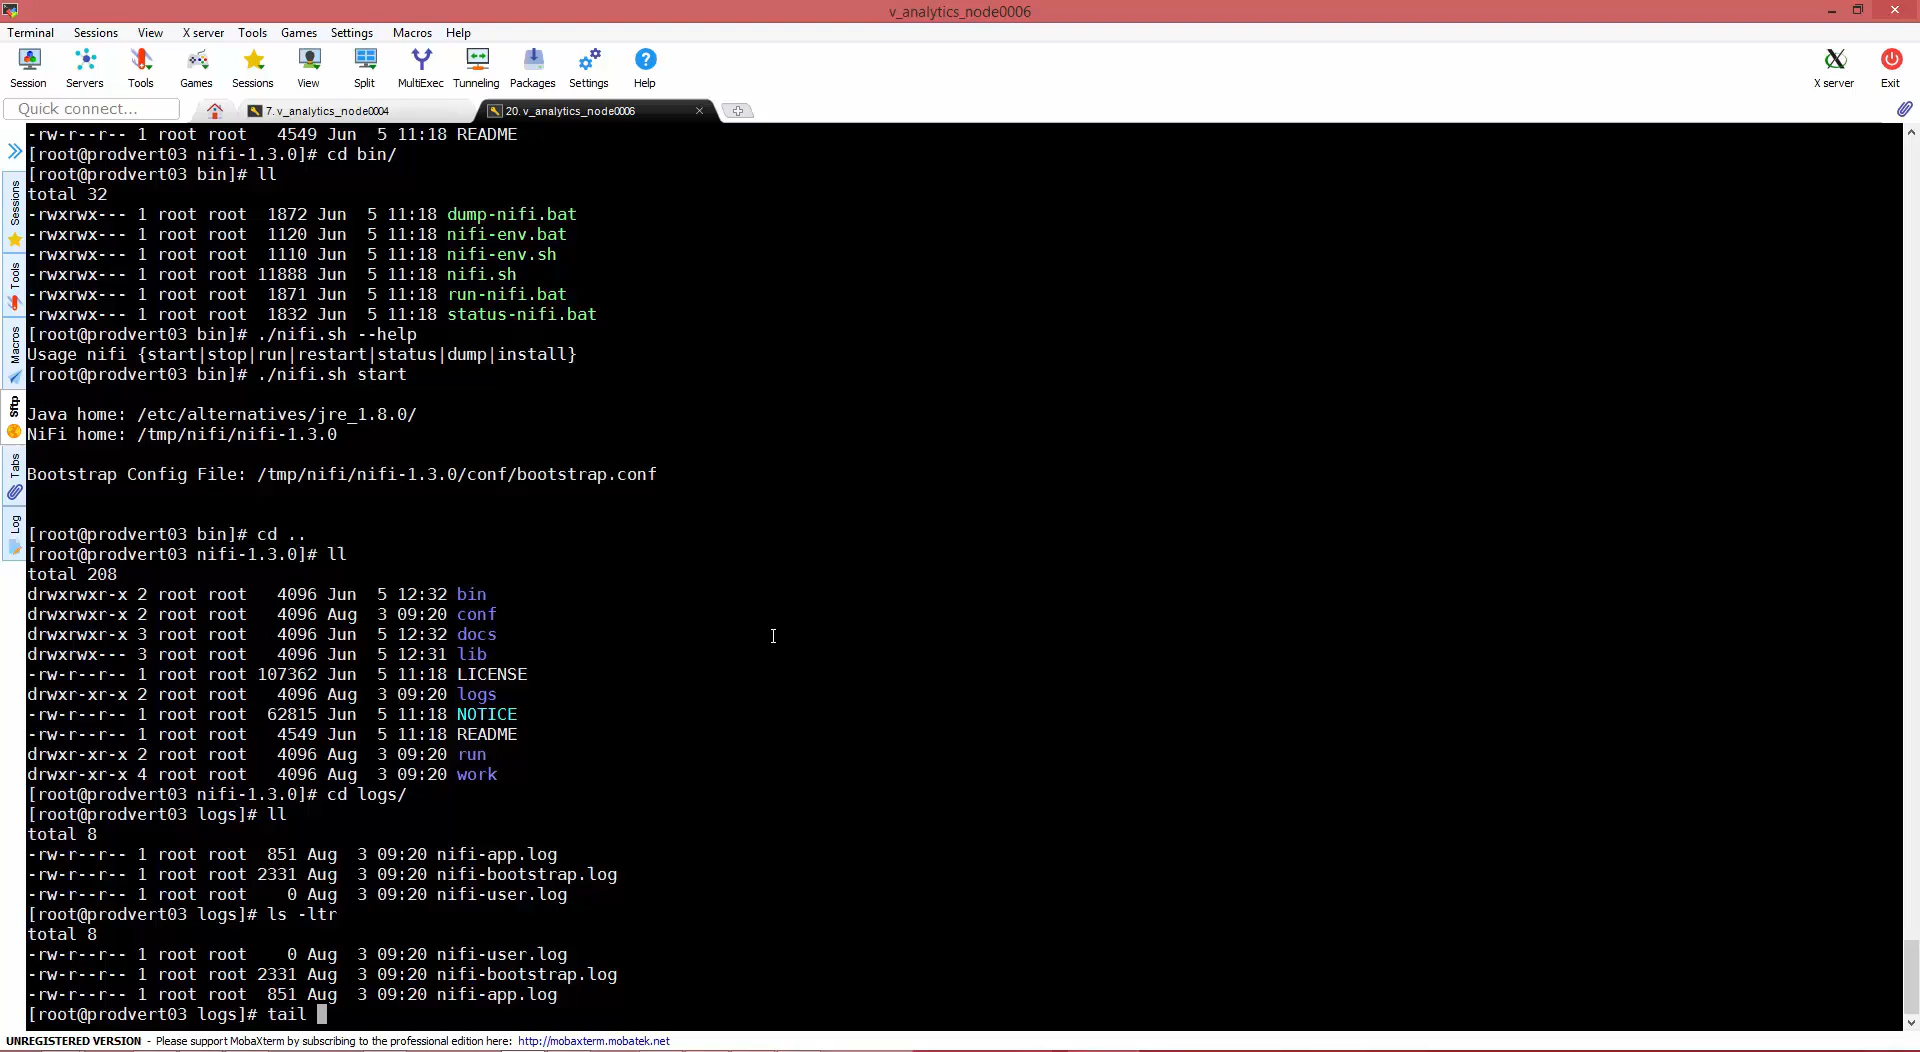 v_analytics_node0006
Terminal Sessions View X server Tools Games Settings Macros Help
Session Servers Tools Games Sessions View Split MultiExec Tunneling Packages Settings Help X server Exit
Quick connect... 7. v_analytics_node0004 20. v_analytics_node0006
Sessions
Tools
Macros
Sftp
Tabs
Log
-rw-r--r-- 1 root root   4549 Jun  5 11:18 README
[root@prodvert03 nifi-1.3.0]# cd bin/
[root@prodvert03 bin]# ll
total 32
-rwxrwx--- 1 root root  1872 Jun  5 11:18 dump-nifi.bat
-rwxrwx--- 1 root root  1120 Jun  5 11:18 nifi-env.bat
-rwxrwx--- 1 root root  1110 Jun  5 11:18 nifi-env.sh
-rwxrwx--- 1 root root 11888 Jun  5 11:18 nifi.sh
-rwxrwx--- 1 root root  1871 Jun  5 11:18 run-nifi.bat
-rwxrwx--- 1 root root  1832 Jun  5 11:18 status-nifi.bat
[root@prodvert03 bin]# ./nifi.sh --help
Usage nifi {start|stop|run|restart|status|dump|install}
[root@prodvert03 bin]# ./nifi.sh start
Java home: /etc/alternatives/jre_1.8.0/
NiFi home: /tmp/nifi/nifi-1.3.0
Bootstrap Config File: /tmp/nifi/nifi-1.3.0/conf/bootstrap.conf
[root@prodvert03 bin]# cd ..
[root@prodvert03 nifi-1.3.0]# ll
total 208
drwxrwxr-x 2 root root   4096 Jun  5 12:32 bin
drwxrwxr-x 2 root root   4096 Aug  3 09:20 conf
drwxrwxr-x 3 root root   4096 Jun  5 12:32 docs
drwxrwx--- 3 root root   4096 Jun  5 12:31 lib
-rw-r--r-- 1 root root 107362 Jun  5 11:18 LICENSE
drwxr-xr-x 2 root root   4096 Aug  3 09:20 logs
-rw-r--r-- 1 root root  62815 Jun  5 11:18 NOTICE
-rw-r--r-- 1 root root   4549 Jun  5 11:18 README
drwxr-xr-x 2 root root   4096 Aug  3 09:20 run
drwxr-xr-x 4 root root   4096 Aug  3 09:20 work
[root@prodvert03 nifi-1.3.0]# cd logs/
[root@prodvert03 logs]# ll
total 8
-rw-r--r-- 1 root root  851 Aug  3 09:20 nifi-app.log
-rw-r--r-- 1 root root 2331 Aug  3 09:20 nifi-bootstrap.log
-rw-r--r-- 1 root root    0 Aug  3 09:20 nifi-user.log
[root@prodvert03 logs]# ls -ltr
total 8
-rw-r--r-- 1 root root    0 Aug  3 09:20 nifi-user.log
-rw-r--r-- 1 root root 2331 Aug  3 09:20 nifi-bootstrap.log
-rw-r--r-- 1 root root  851 Aug  3 09:20 nifi-app.log
[root@prodvert03 logs]# tail
UNREGISTERED VERSION - Please support MobaXterm by subscribing to the professional edition here: http://mobaxterm.mobatek.net